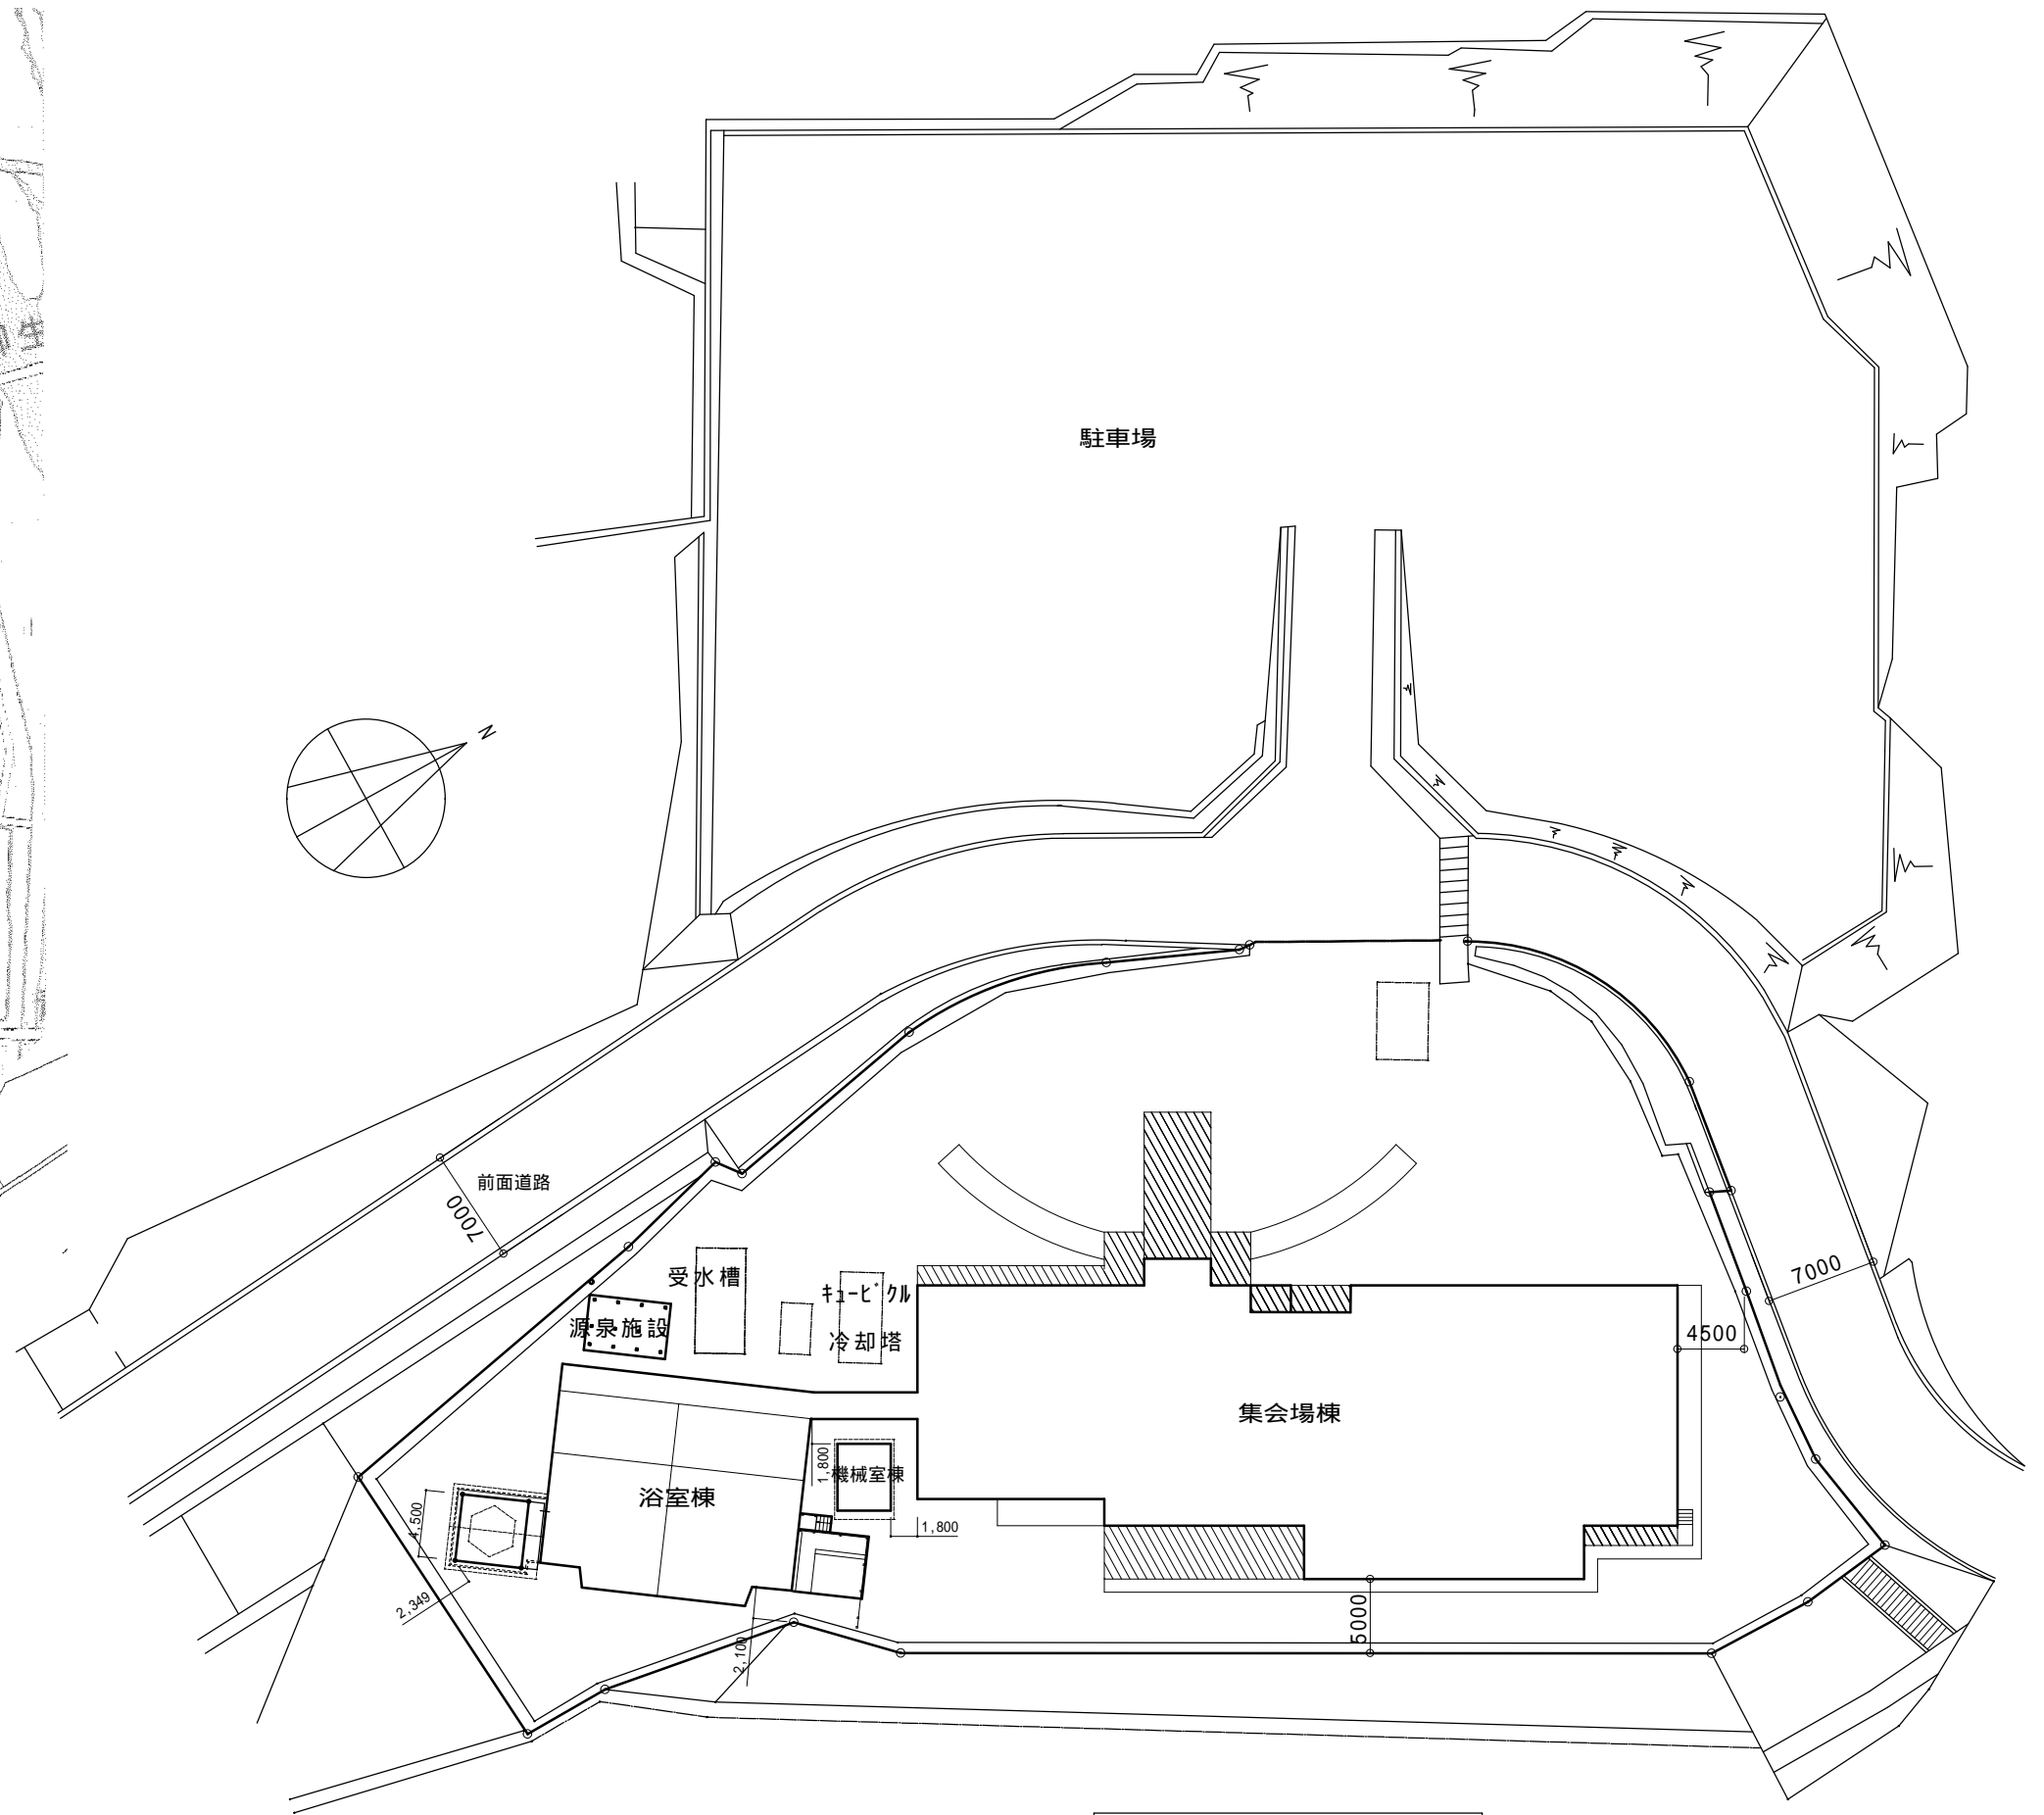 駐車場
N
前面道路
7000
受水槽
キュービクル
源泉施設
冷却塔
7000
4500
集会場棟
1,800
機械室棟
浴室棟
4,500
1,800
2,349
5000
2,100